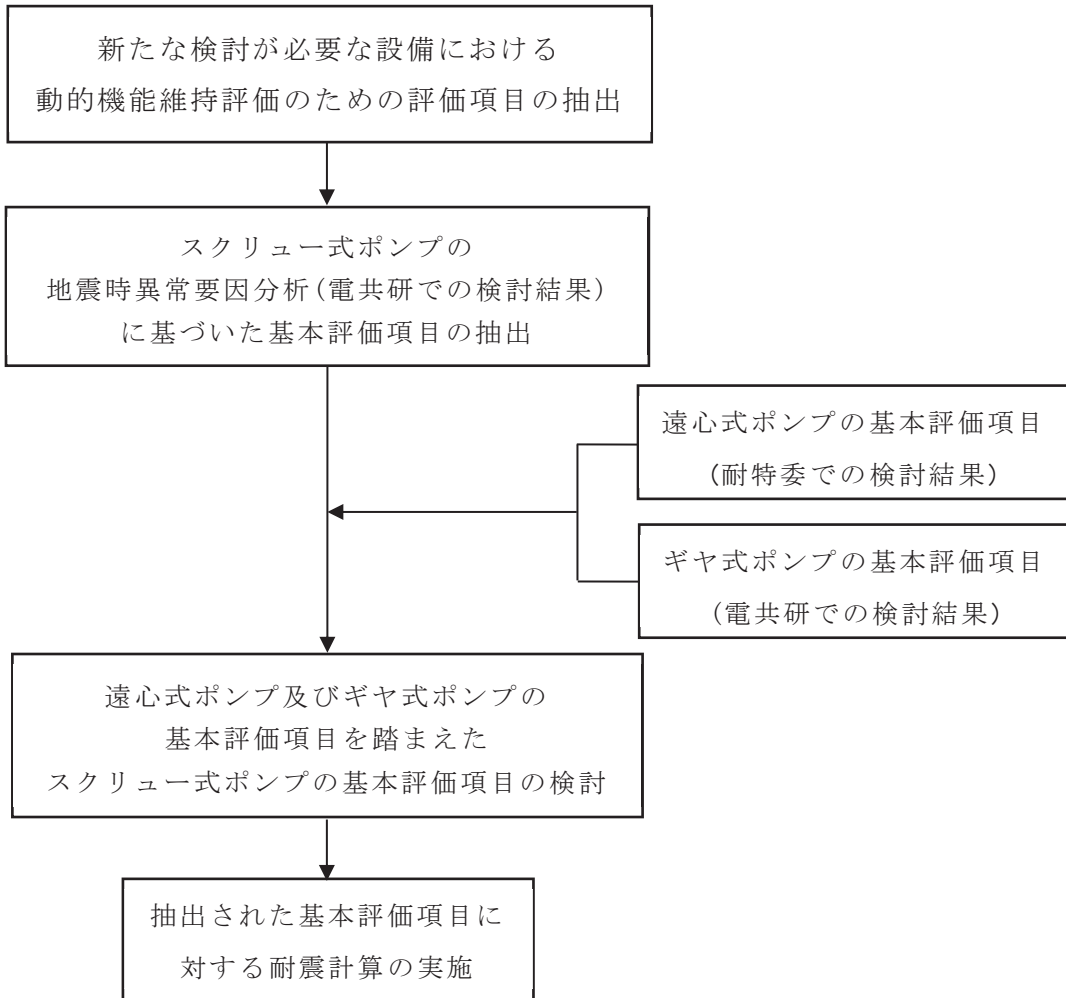 新たな検討が必要な設備における
動的機能維持評価のための評価項目の抽出
スクリュー式ポンプの
地震時異常要因分析(電共研での検討結果)
に基づいた基本評価項目の抽出
遠心式ポンプの基本評価項目
(耐特委での検討結果)
ギヤ式ポンプの基本評価項目
(電共研での検討結果)
遠心式ポンプ及びギヤ式ポンプの
基本評価項目を踏まえた
スクリュー式ポンプの基本評価項目の検討
抽出された基本評価項目に
対する耐震計算の実施